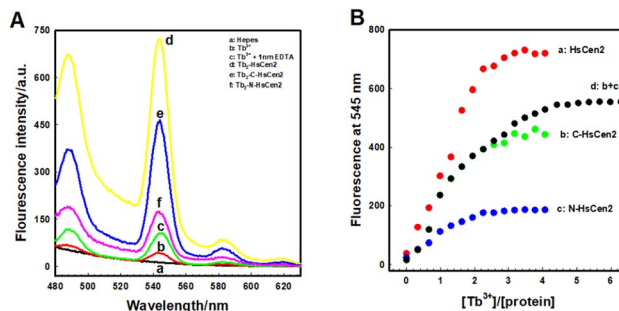 A
B
a: Hepes
b: Tb3+
c: Tb3+ + 1nm EDTA
d: Tb2-HsCen2
e: Tb2-C-HsCen2
f: Tb2-N-HsCen2
d
e
f
c
b
a
750
600
450
300
150
0
480 500 520 540 560 580 600 620
Flourescence intensity/a.u.
Wavelength/nm
a: HsCen2
d: b+c
b: C-HsCen2
c: N-HsCen2
800
600
400
200
0
0 1 2 3 4 5 6
Fluorescence at 545 nm
[Tb3+]/[protein]